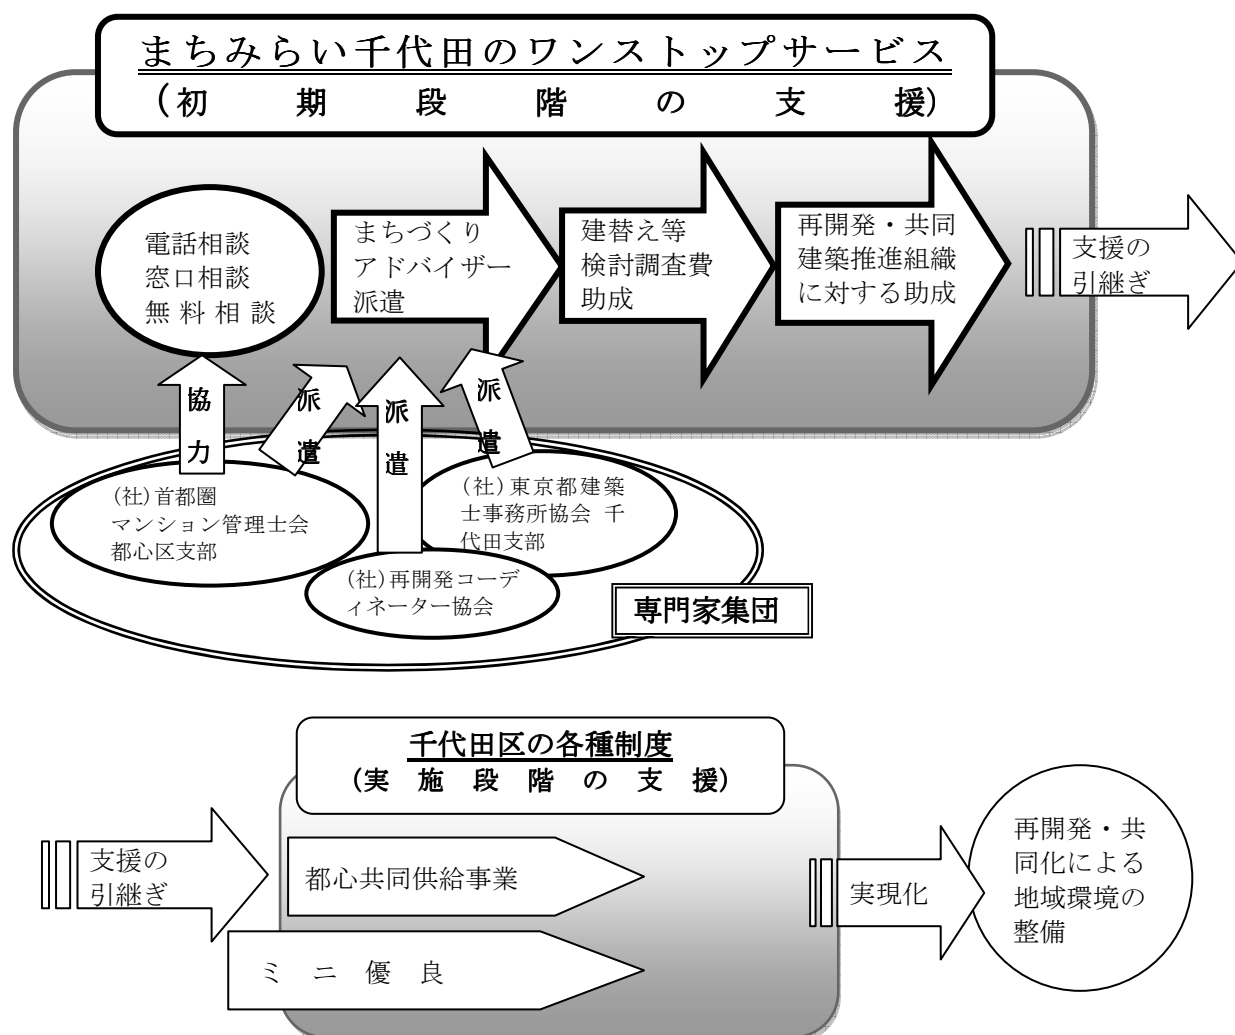 まちみらい千代田のワンストップサービス
(初期段階の支援)
電話相談
窓口相談
無料相談
まちづくり
アドバイザー
派遣
建替え等
検討調査費
助成
再開発・共同
建築推進組織
に対する助成
支援の
引継ぎ
協力
派遣
派遣
派遣
(社)首都圏
マンション管理士会
都心区支部
(社)東京都建築
士事務所協会 千
代田支部
(社)再開発コーデ
ィネーター協会
専門家集団
千代田区の各種制度
(実施段階の支援)
支援の
引継ぎ
都心共同供給事業
ミニ優良
実現化
再開発・共
同化による
地域環境の
整備